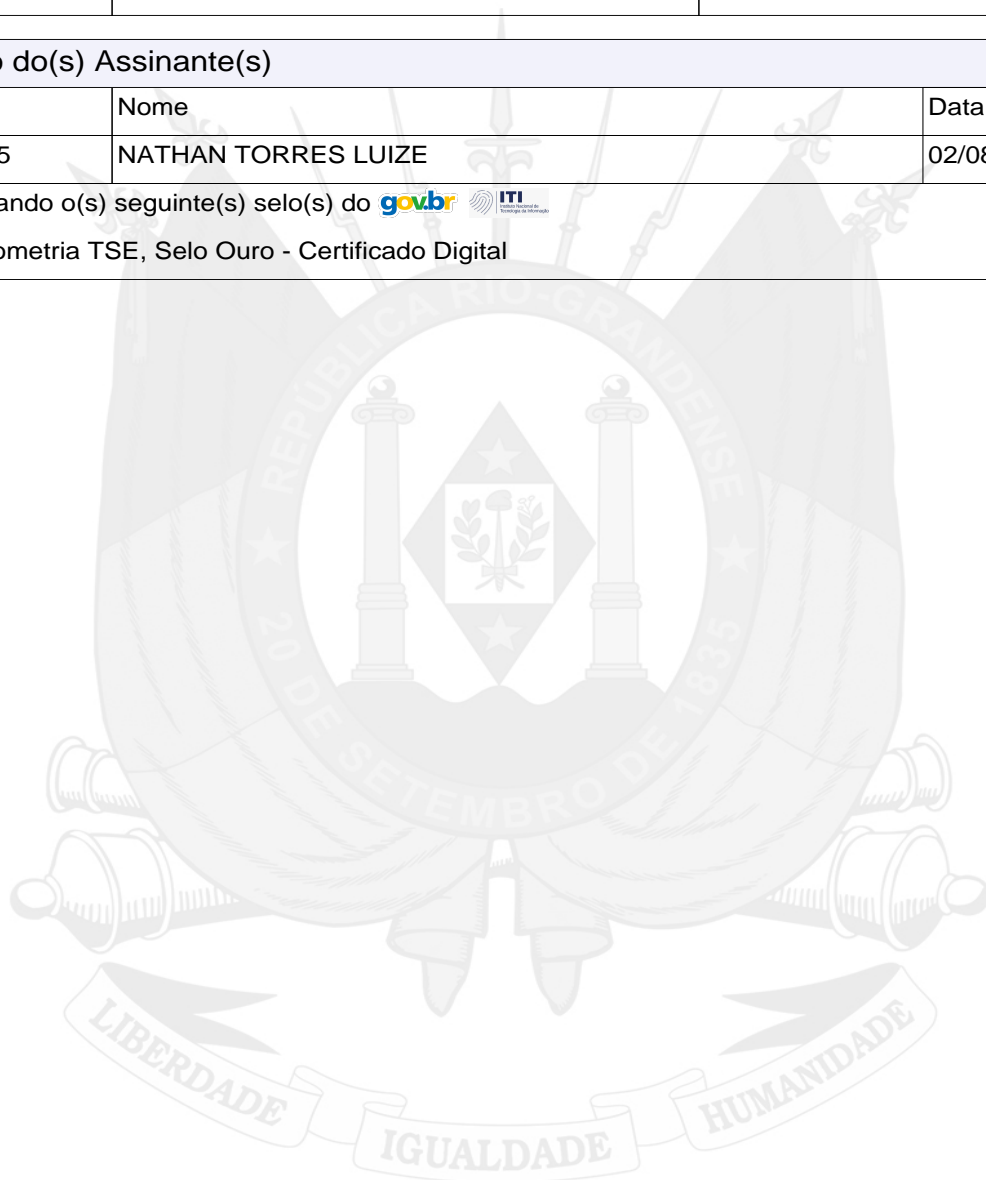 o do(s) Assinante(s)
Nome
Data
5
NATHAN TORRES LUIZE
02/08
ando o(s) seguinte(s) selo(s) do gov.br ITI
ometria TSE, Selo Ouro - Certificado Digital
REPÚBLICA RIO-GRANDENSE
20 DE SETEMBRO DE 1835
LIBERDADE
IGUALDADE
HUMANIDADE